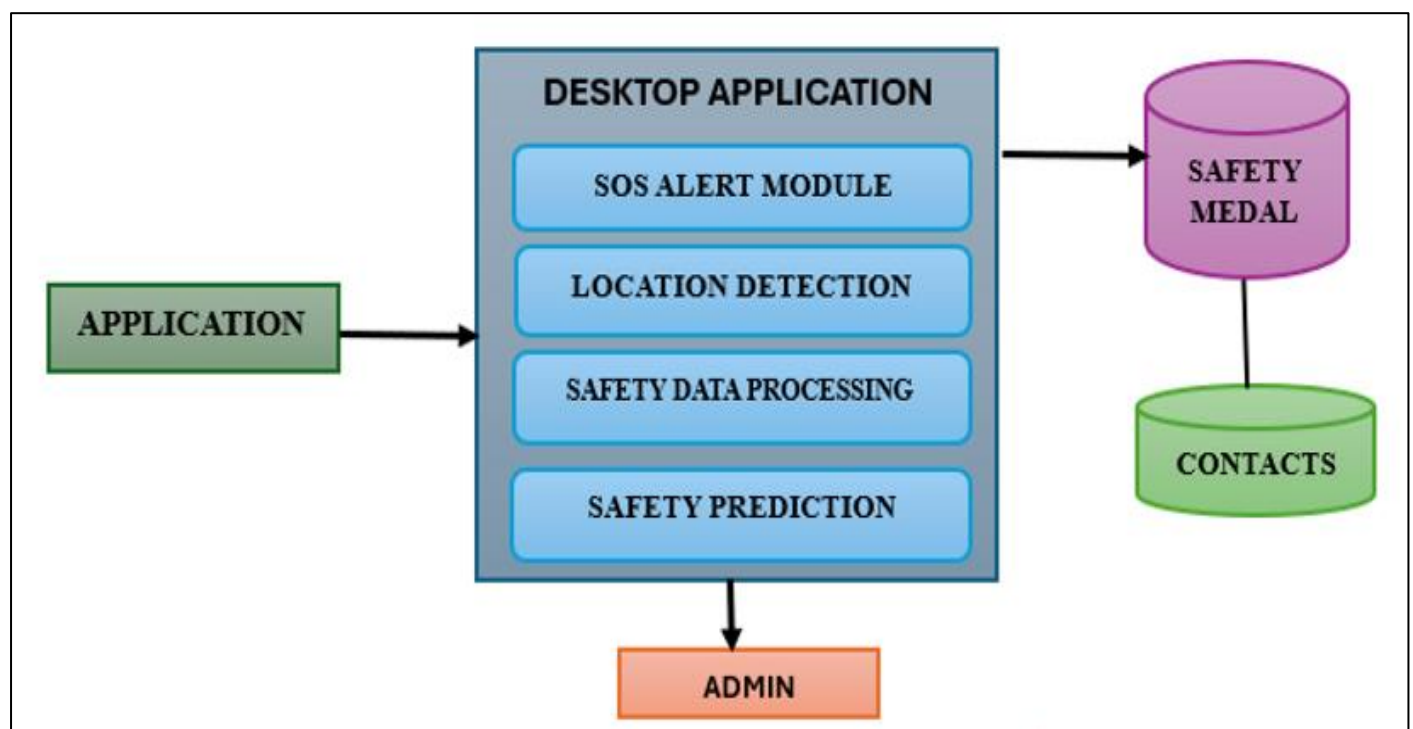 DESKTOP APPLICATION
SOS ALERT MODULE
LOCATION DETECTION
SAFETY DATA PROCESSING
SAFETY PREDICTION
APPLICATION
SAFETY
MEDAL
CONTACTS
ADMIN